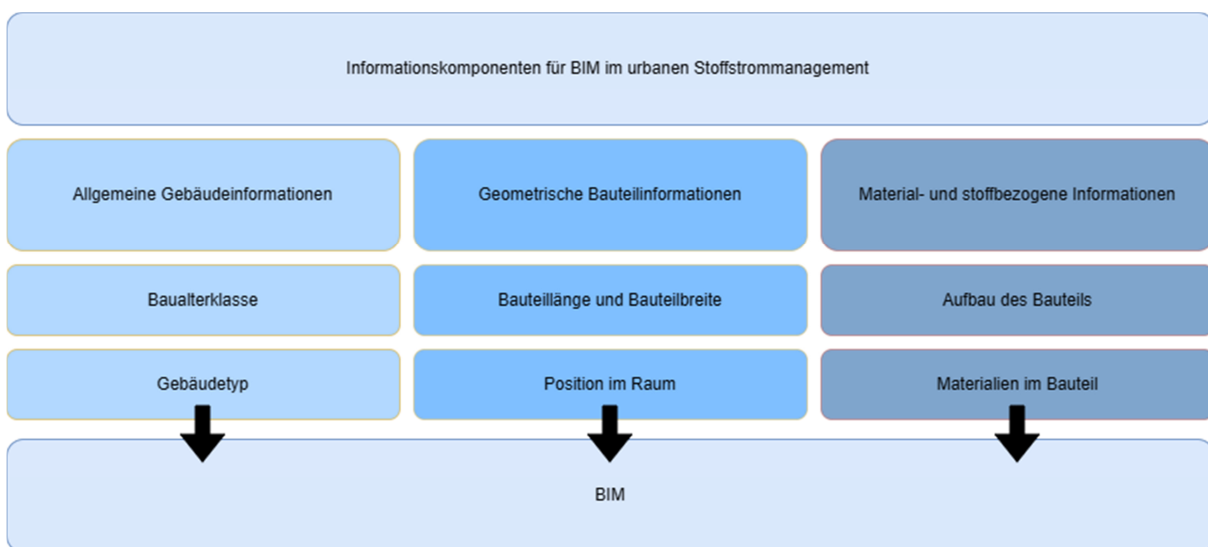 Informationskomponenten für BIM im urbanen Stoffstrommanagement
Allgemeine Gebäudeinformationen
Geometrische Bauteilinformationen
Material- und stoffbezogene Informationen
Baualterklasse
Bauteillänge und Bauteilbreite
Aufbau des Bauteils
Gebäudetyp
Position im Raum
Materialien im Bauteil
BIM